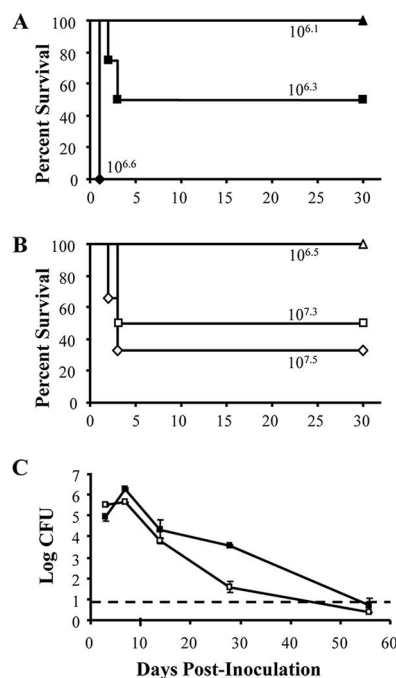 A
Percent Survival
100
80
60
40
20
0
10^6.1
10^6.3
10^6.6
0 5 10 15 20 25 30
B
Percent Survival
100
80
60
40
20
0
10^6.5
10^7.3
10^7.5
0 5 10 15 20 25 30
C
Log CFU
7
6
5
4
3
2
1
0
0 10 20 30 40 50 60
Days Post-Inoculation